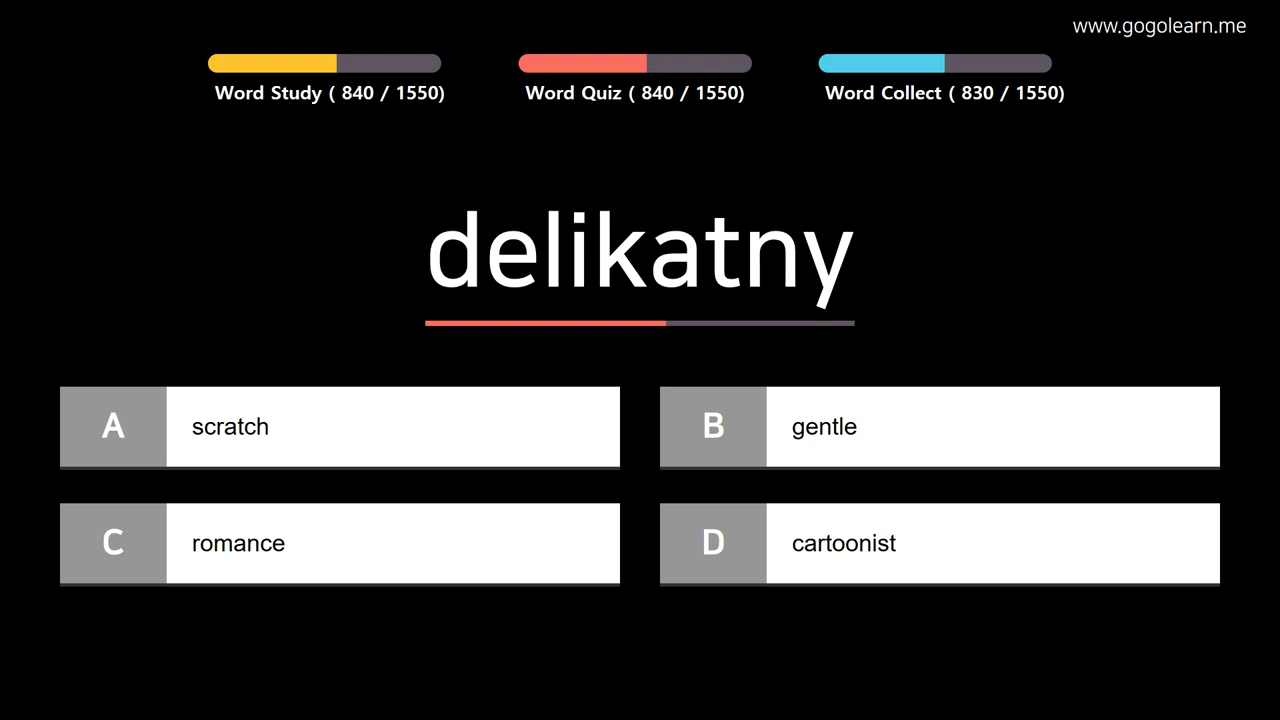 www.gogolearn.me
Word Study ( 840 / 1550)
Word Quiz ( 840 / 1550)
Word Collect ( 830 / 1550)
delikatny
A scratch
B gentle
C romance
D cartoonist